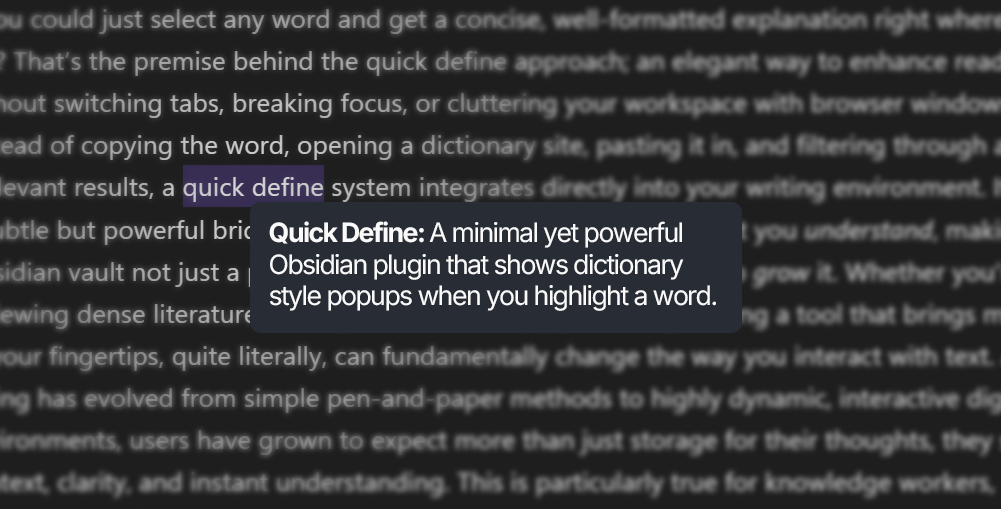 ou could just select any word and get a concise, well-formatted explanation right where
? That's the premise behind the quick define approach: an elegant way to enhance read
hout switching tabs, breaking focus, or cluttering your workspace with browser window
ead of copying the word, opening a dictionary site, pasting it in, and filtering through a
levant results, a quick define system integrates directly into your writing environment. I
ubtle but powerful bri
t you understand, maki
sidian vault not just a
grow it. Whether you'
iewing dense literature
ng a tool that brings m
Quick Define: A minimal yet powerful
Obsidian plugin that shows dictionary
style popups when you highlight a word.
our fingertips, quite literally, can fundamentally change the way you interact with text.
ing has evolved from simple pen-and-paper methods to highly dynamic, interactive dig
ironments, users have grown to expect more than just storage for their thoughts, they
text, clarity, and instant understanding. This is particularly true for knowledge workers,